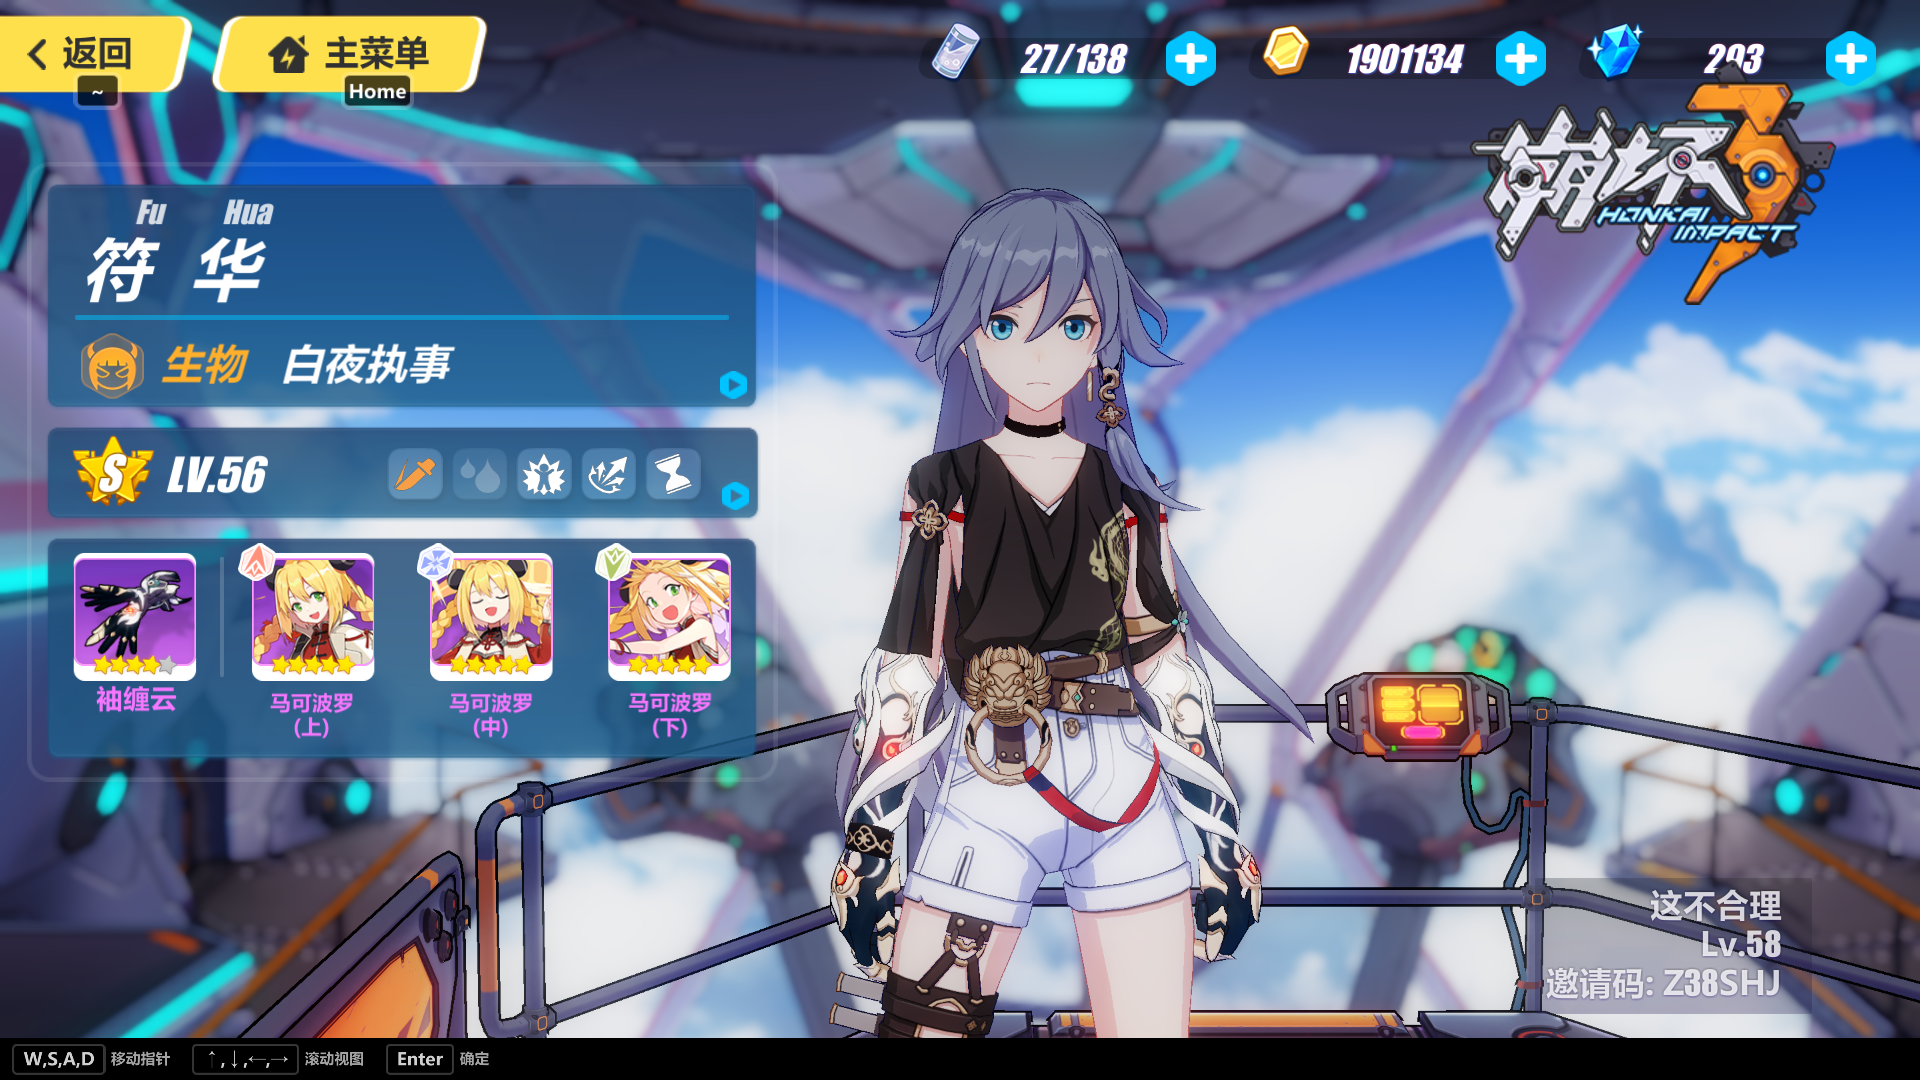 返回
~
主菜单
Home
27/138
1901134
293
崩坏3
HONKAI
IMPACT
Fu Hua
符 华
生物 白夜执事
S LV.56
袖缠云
马可波罗
(上)
马可波罗
(中)
马可波罗
(下)
这不合理
Lv.58
邀请码: Z38SHJ
W,S,A,D 移动指针 ↑,↓,←,→ 滚动视图 Enter 确定